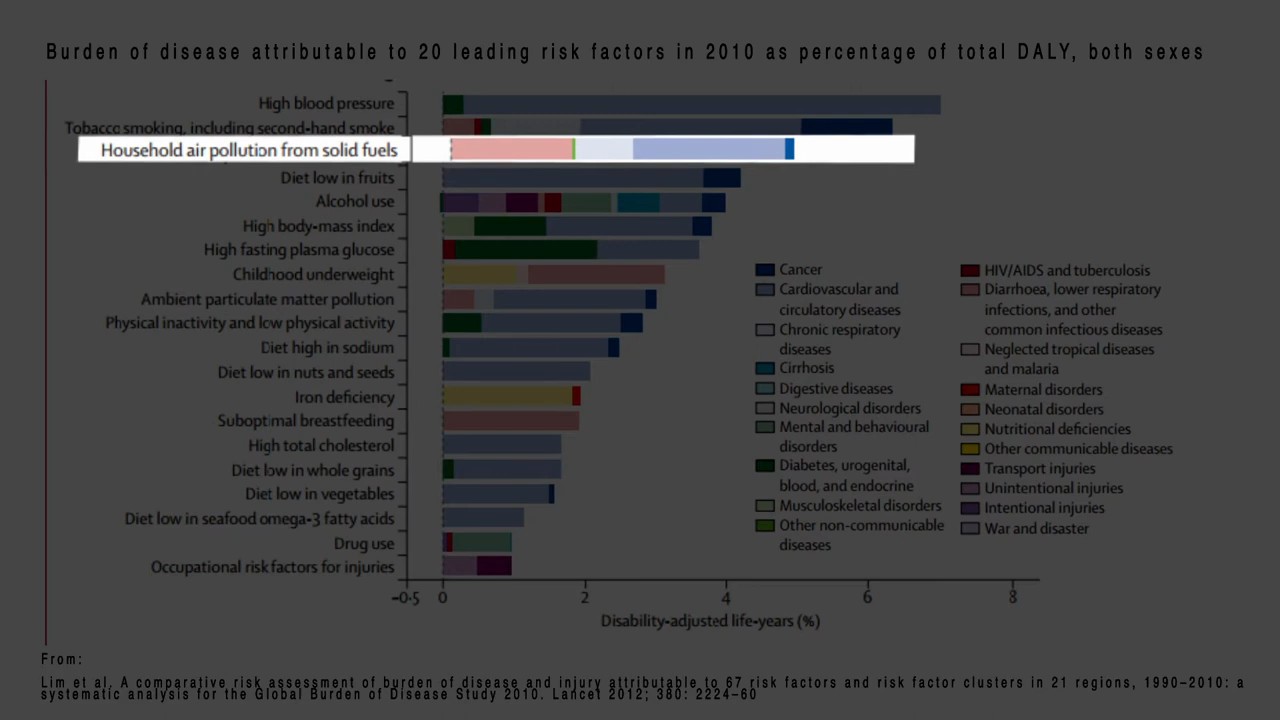 Burden of disease attributable to 20 leading risk factors in 2010 as percentage of total DALY, both sexes
High blood pressure
Tobacco smoking, including second-hand smoke
Household air pollution from solid fuels
Diet low in fruits
Alcohol use
High body-mass index
High fasting plasma glucose
Childhood underweight
Ambient particulate matter pollution
Physical inactivity and low physical activity
Diet high in sodium
Diet low in nuts and seeds
Iron deficiency
Suboptimal breastfeeding
High total cholesterol
Diet low in whole grains
Diet low in vegetables
Diet low in seafood omega-3 fatty acids
Drug use
Occupational risk factors for injuries
Cancer
Cardiovascular and
circulatory diseases
Chronic respiratory
diseases
Cirrhosis
Digestive diseases
Neurological disorders
Mental and behavioural
disorders
Diabetes, urogenital,
blood, and endocrine
Musculoskeletal disorders
Other non-communicable
diseases
HIV/AIDS and tuberculosis
Diarrhoea, lower respiratory
infections, and other
common infectious diseases
Neglected tropical diseases
and malaria
Maternal disorders
Neonatal disorders
Nutritional deficiencies
Other communicable diseases
Transport injuries
Unintentional injuries
Intentional injuries
War and disaster
-0·5 0 2 4 6 8
Disability-adjusted life-years (%)
From:
Lim et al, A comparative risk assessment of burden of disease and injury attributable to 67 risk factors and risk factor clusters in 21 regions, 1990–2010: a
systematic analysis for the Global Burden of Disease Study 2010. Lancet 2012; 380: 2224–60